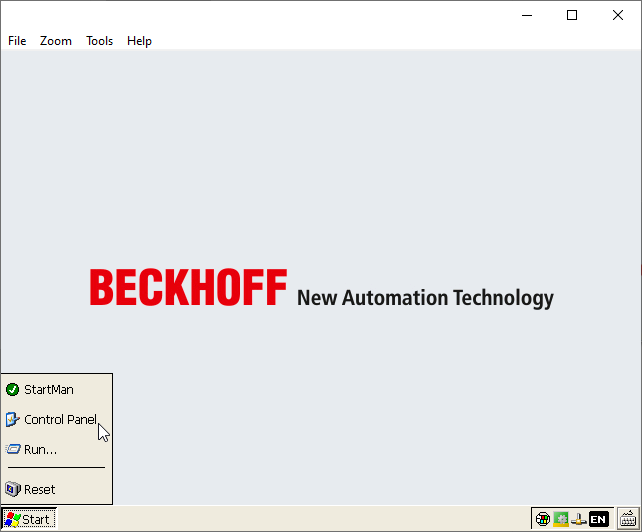 File Zoom Tools Help
BECKHOFF New Automation Technology
StartMan
Control Panel
Run...
Reset
Start EN